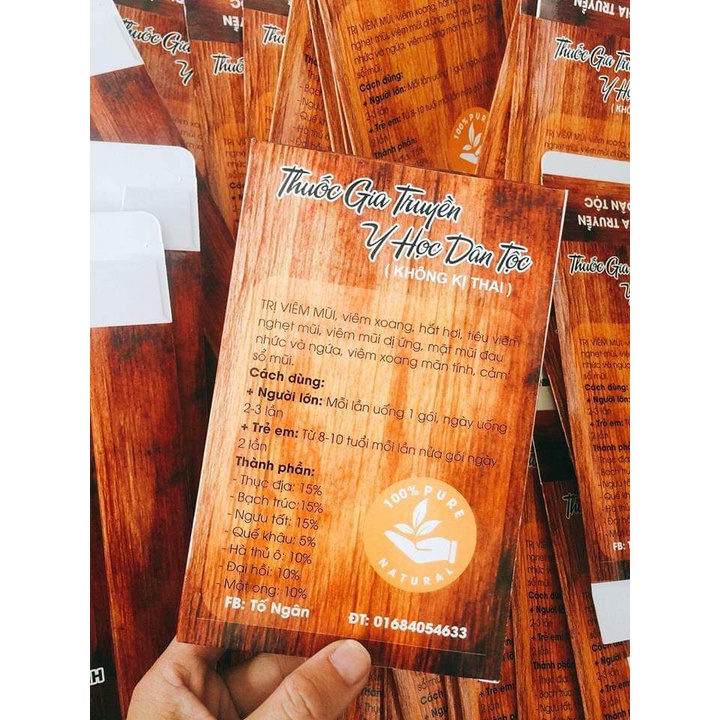 Thuốc Gia Truyền
Y Học Dân Tộc
( KHÔNG KỊ THAI )
TRỊ VIÊM MŨI, viêm xoang, hất hơi, tiêu viêm
nghẹt mũi, viêm mũi dị ứng, mặt mũi đau
nhức và ngứa, viêm xoang mãn tính, cảm
sổ mũi.
Cách dùng:
+ Người lớn: Mỗi lần uống 1 gói, ngày uống
2-3 lần
+ Trẻ em: Từ 8-10 tuổi mỗi lần nửa gói ngày
2 lần
Thành phần:
- Thục địa: 15%
- Bạch trúc:15%
- Ngưu tất: 15%
- Quế khâu: 5%
- Hà thủ ô: 10%
- Đại hồi: 10%
- Mật ong: 10%
100% PURE
NATURAL
FB: Tố Ngân
ĐT: 01684054633